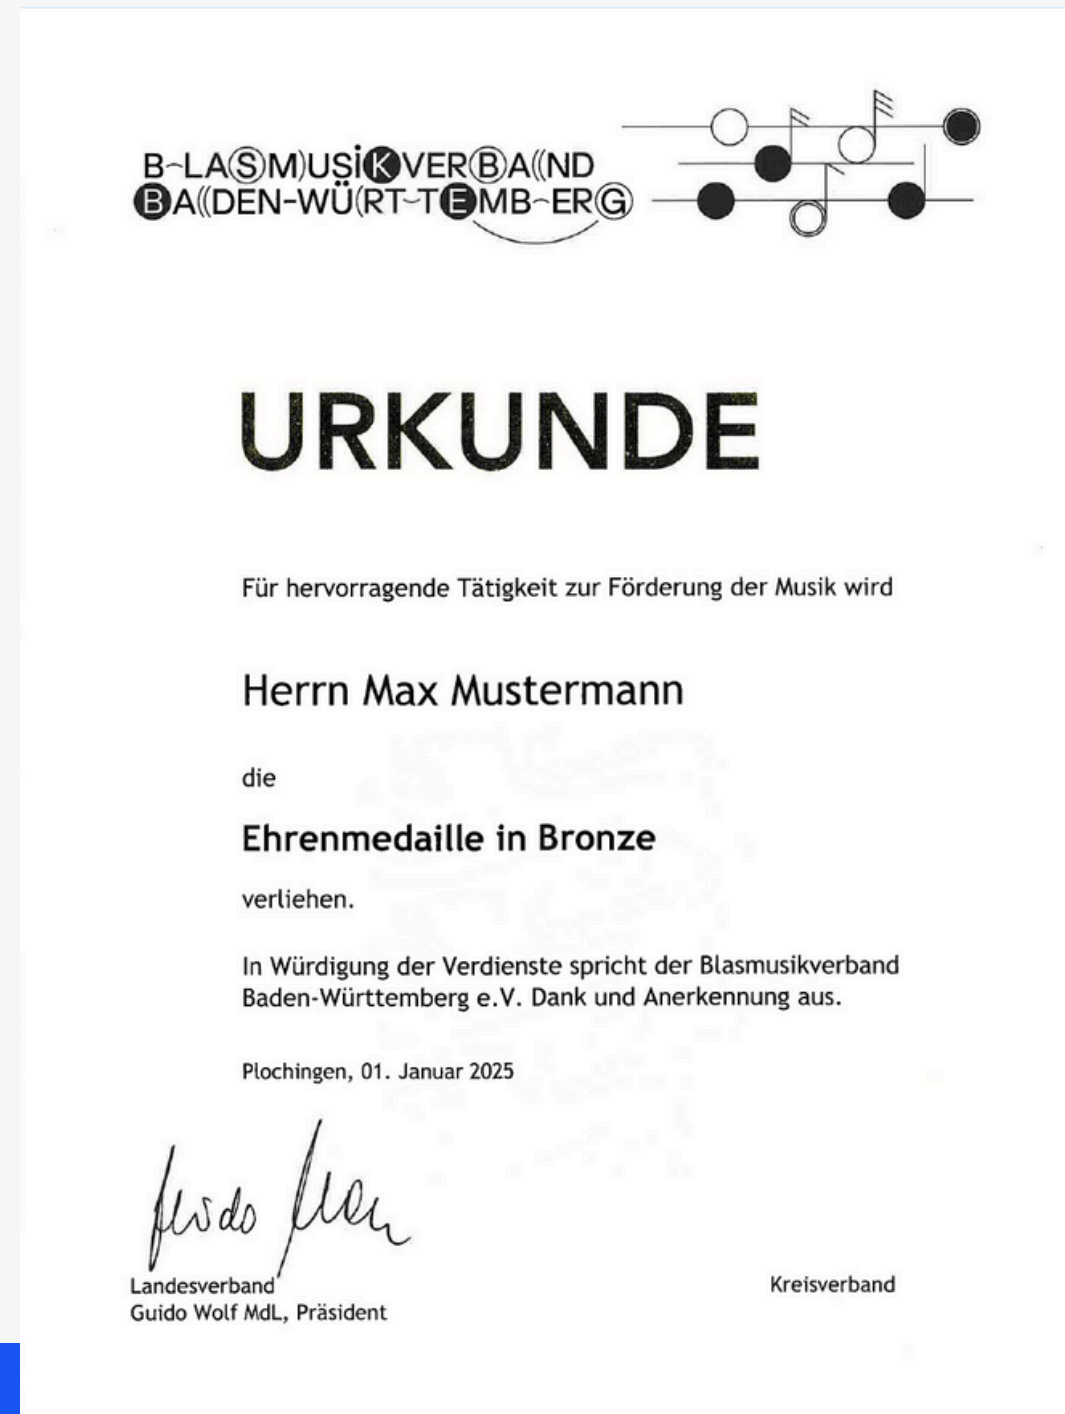 BLASMUSiKVERBAND
BADEN-WÜRTTEMBERG
URKUNDE
Für hervorragende Tätigkeit zur Förderung der Musik wird
Herrn Max Mustermann
die
Ehrenmedaille in Bronze
verliehen.
In Würdigung der Verdienste spricht der Blasmusikverband
Baden-Württemberg e.V. Dank und Anerkennung aus.
Plochingen, 01. Januar 2025
Landesverband
Guido Wolf MdL, Präsident
Kreisverband